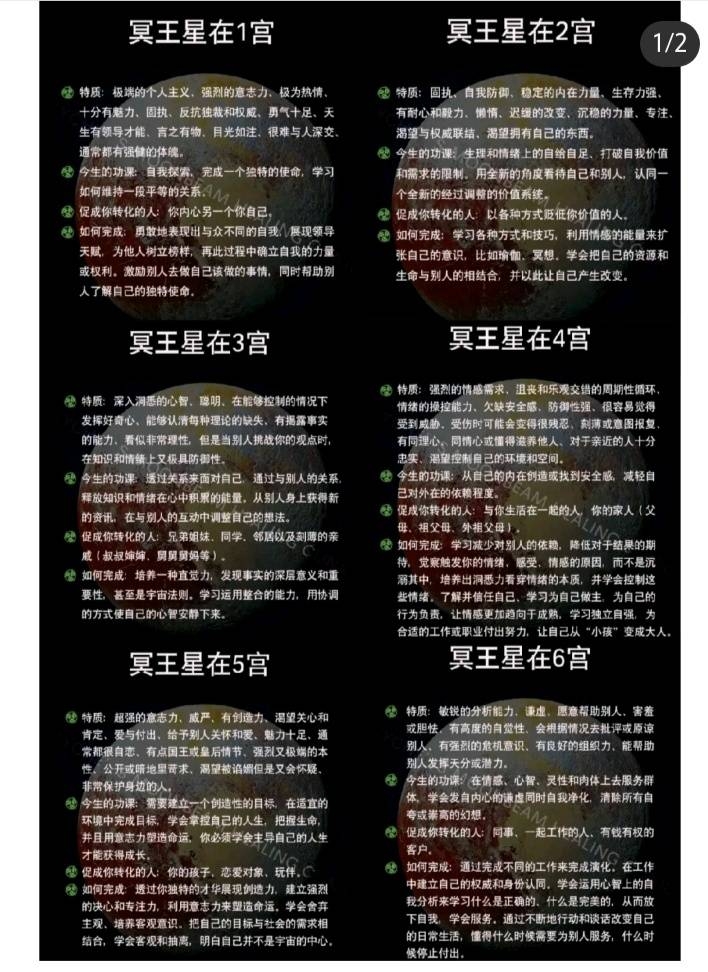 1/2
冥王星在1宫
特质：极端的个人主义、强烈的意志力、极为热情、
十分有魅力、固执、反抗独裁和权威、勇气十足、天
生有领导才能、言之有物、目光如注、很难与人深交、
通常都有强健的体魄。
今生的功课：自我探索，完成一个独特的使命，学习
如何维持一段平等的关系。
促成你转化的人：你内心另一个你自己。
如何完成：勇敢地表现出与众不同的自我，展现领导
天赋，为他人树立榜样，再此过程中确立自我的力量
或权利。激励别人去做自己该做的事情，同时帮助别
人了解自己的独特使命。
冥王星在2宫
特质：固执、自我防御、稳定的内在力量、生存力强、
有耐心和毅力、懒惰、迟缓的改变、沉稳的力量、专注、
渴望与权威联结、渴望拥有自己的东西。
今生的功课：生理和情绪上的自给自足、打破自我价值
和需求的限制，用全新的角度看待自己和别人，认同一
个全新的经过调整的价值系统。
促成你转化的人：以各种方式贬低你价值的人。
如何完成：学习各种方式和技巧，利用情感的能量来扩
张自己的意识，比如瑜伽、冥想。学会把自己的资源和
生命与别人的相结合，并以此让自己产生改变。
冥王星在3宫
特质：深入洞悉的心智、聪明、在能够控制的情况下
发挥好奇心、能够认清每种理论的缺失、有揭露事实
的能力、看似非常理性，但是当别人挑战你的观点时，
在知识和情绪上又极具防御性。
今生的功课：透过关系来面对自己，通过与别人的关系，
释放知识和情绪在心中积累的能量。从别人身上获得新
的资讯，在与别人的互动中调整自己的想法。
促成你转化的人：兄弟姐妹、同学、邻居以及刻薄的亲
戚（叔叔婶婶、舅舅舅妈等）。
如何完成：培养一种直觉力，发现事实的深层意义和重
要性，甚至是宇宙法则。学习运用整合的能力，用协调
的方式使自己的心智安静下来。
冥王星在4宫
特质：强烈的情感需求、沮丧和乐观交错的周期性循环、
情绪的操控能力、欠缺安全感、防御性强、很容易觉得
受到威胁、受伤时可能会变得很残忍、刻薄或意图报复、
有同理心、同情心或懂得滋养他人、对于亲近的人十分
忠实、渴望控制自己的环境和空间。
今生的功课：从自己的内在创造或找到安全感，减轻自
己对外在的依赖程度。
促成你转化的人：与你生活在一起的人，你的家人（父
母、祖父母、外祖父母）。
如何完成：学习减少对别人的依赖，降低对于结果的期
待，觉察触发你的情绪、感受、情感的原因，而不是沉
溺其中，培养出洞悉力看穿情绪的本质，并学会控制这
些情绪。了解并信任自己，学习为自己做主，为自己的
行为负责，让情感更加趋向于成熟，学习独立自强，为
合适的工作或职业付出努力，让自己从“小孩”变成大人。
冥王星在5宫
特质：超强的意志力、威严、有创造力、渴望关心和
肯定、爱与付出、给予别人关怀和爱、魅力十足、通
常都很自恋、有点国王或皇后情节、强烈又极端的本
性、公开或暗地里苛求、渴望被谄媚但是又会怀疑、
非常保护身边的人。
今生的功课：需要建立一个创造性的目标，在适宜的
环境中完成目标，学会掌控自己的人生，把握生命，
并且用意志力塑造命运，你必须学会主导自己的人生
才能获得成长。
促成你转化的人：你的孩子、恋爱对象、玩伴。
如何完成：透过你独特的才华展现创造力，建立强烈
的决心和专注力，利用意志力来塑造命运。学会舍弃
主观，培养客观意识。把自己的目标与社会的需求相
结合，学会客观和抽离，明白自己并不是宇宙的中心。
冥王星在6宫
特质：敏锐的分析能力、谦虚、愿意帮助别人、害羞
或胆怯、有高度的自觉性、会根据情况去批评或原谅
别人、有强烈的危机意识、有良好的组织力、能帮助
别人发挥天分或潜力。
今生的功课：在情感、心智、灵性和肉体上去服务群
体，学会发自内心的谦虚同时自我净化，清除所有自
夸或崇高的幻想。
促成你转化的人：同事、一起工作的人、有钱有权的
客户。
如何完成：通过完成不同的工作来完成演化。在工作
中建立自己的权威和身份认同，学会运用心智上的自
我分析来学习什么是正确的、什么是完美的，从而放
下自我，学会服务。通过不断地行动和谈话改变自己
的日常生活，懂得什么时候需要为别人服务，什么时
候停止付出。